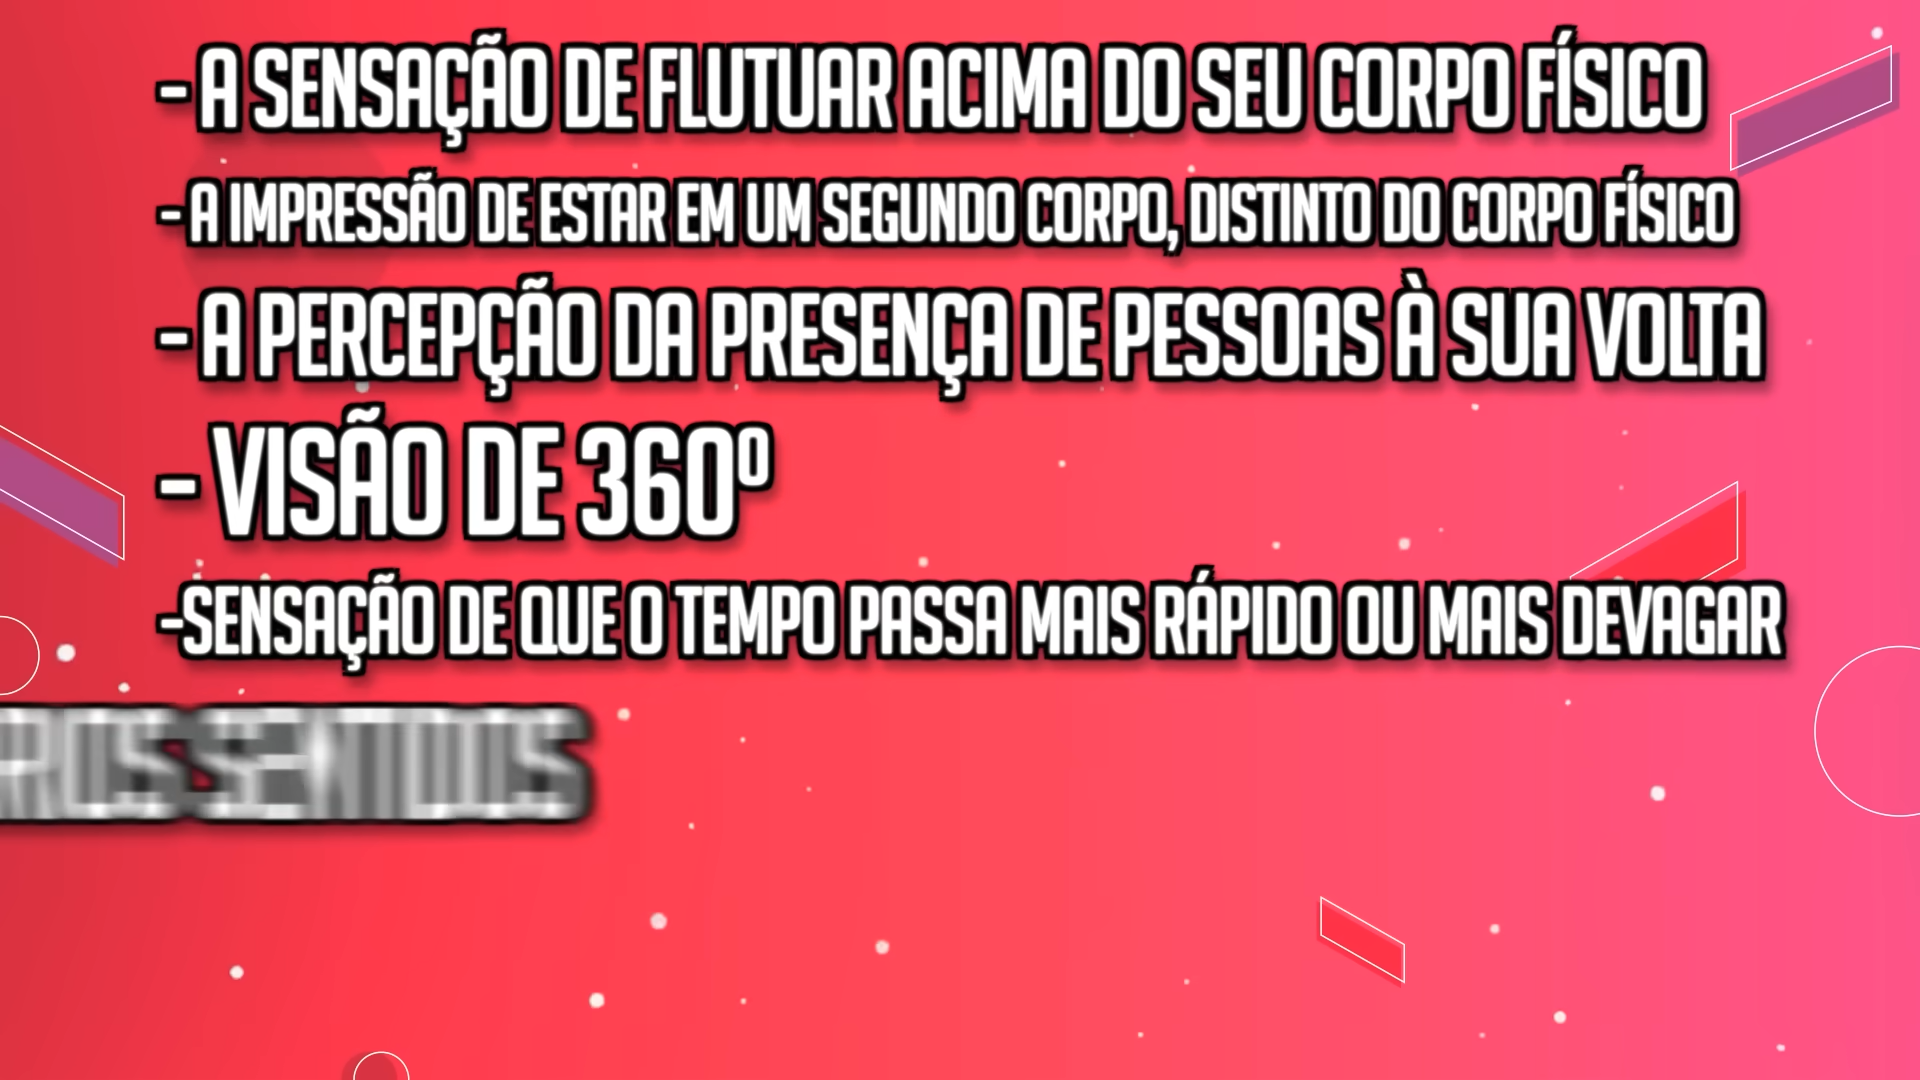 - A SENSAÇÃO DE FLUTUAR ACIMA DO SEU CORPO FÍSICO
- A IMPRESSÃO DE ESTAR EM UM SEGUNDO CORPO, DISTINTO DO CORPO FÍSICO
- A PERCEPÇÃO DA PRESENÇA DE PESSOAS À SUA VOLTA
- VISÃO DE 360º
-SENSAÇÃO DE QUE O TEMPO PASSA MAIS RÁPIDO OU MAIS DEVAGAR
SENTIDOS